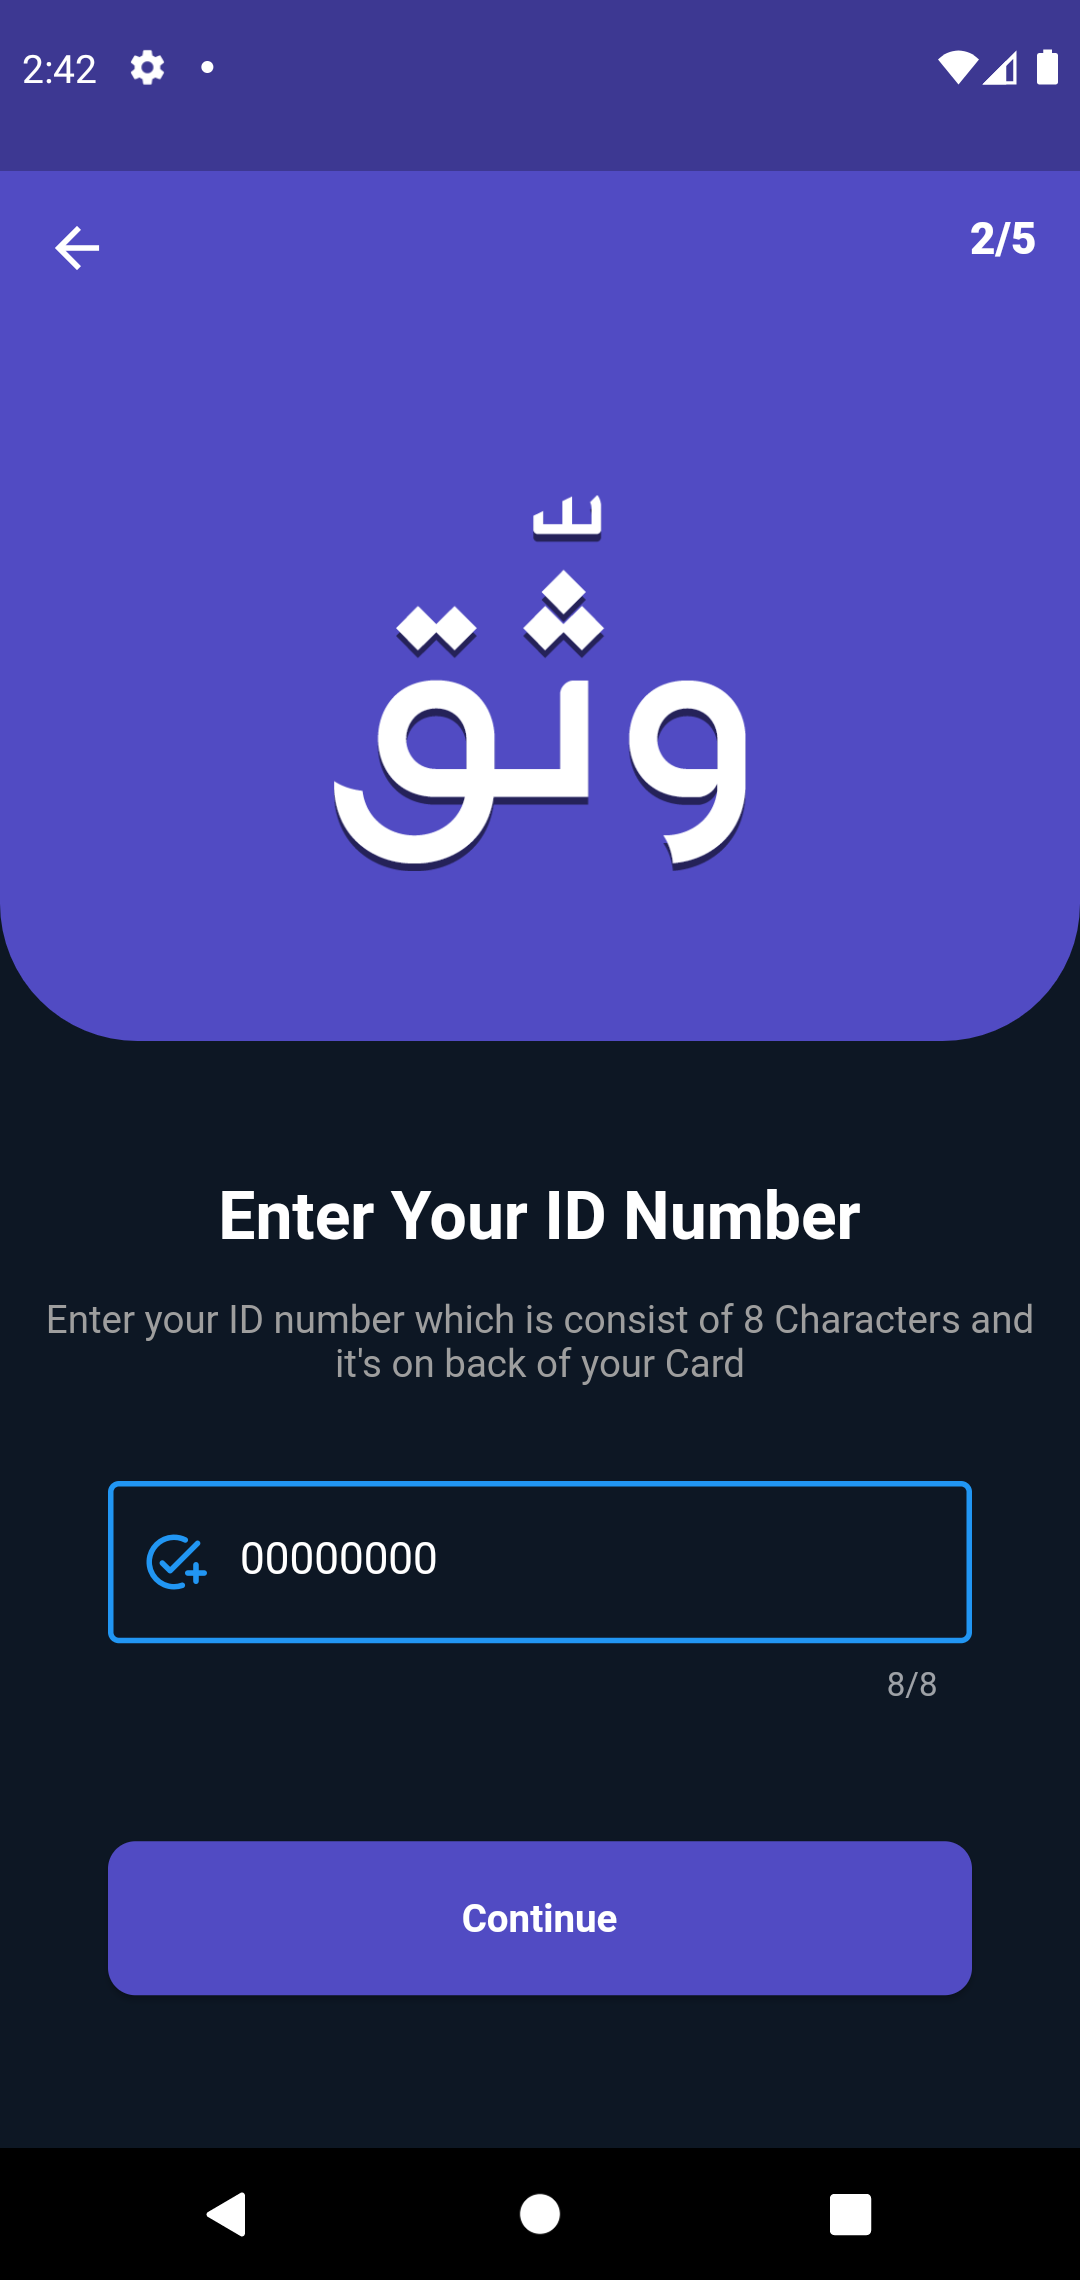 2:42
2/5
وثّق
Enter Your ID Number
Enter your ID number which is consist of 8 Characters and
it's on back of your Card
00000000
8/8
Continue